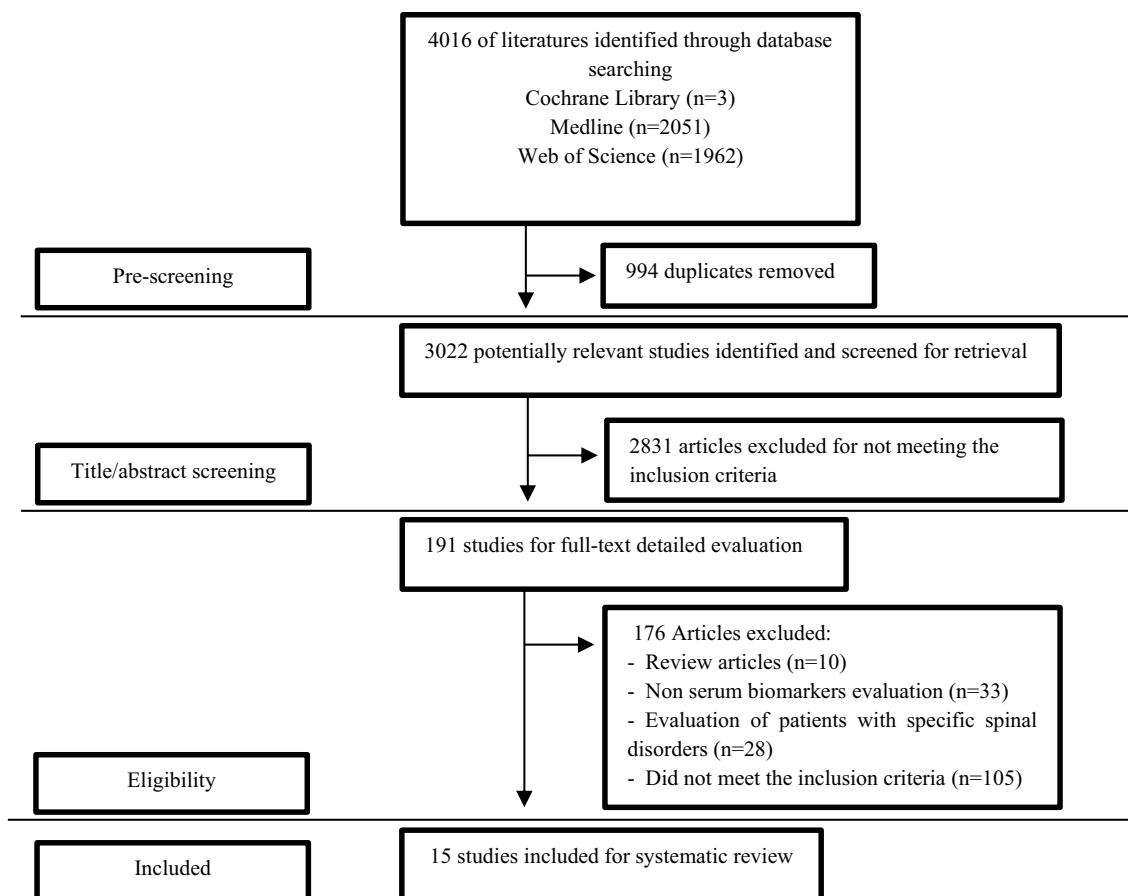 4016 of literatures identified through database
searching
Cochrane Library (n=3)
Medline (n=2051)
Web of Science (n=1962)
Pre-screening
994 duplicates removed
3022 potentially relevant studies identified and screened for retrieval
Title/abstract screening
2831 articles excluded for not meeting the
inclusion criteria
191 studies for full-text detailed evaluation
176 Articles excluded:
- Review articles (n=10)
- Non serum biomarkers evaluation (n=33)
- Evaluation of patients with specific spinal
disorders (n=28)
- Did not meet the inclusion criteria (n=105)
Eligibility
15 studies included for systematic review
Included